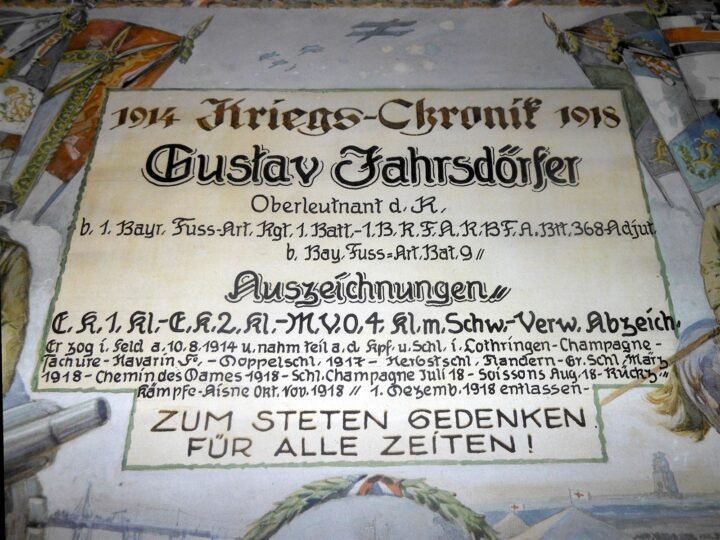 1914 Kriegs-Chronik 1918
Gustav Jahrsdörfer
Oberleutnant d. R.
b. 1. Bayr. Fuss-Art. Rgt. 1. Batt.-1. B. R. F. A. R. B F. A. Btt. 368-Adjut.
b. Bay. Fuss=Art. Bat. 9 //
Auszeichnungen //
E. K. 1. Kl.-E. K. 2. Kl.-M. V. O. 4. Kl. m. Schw.-Verw. Abzeich.
Er zog i. Feld a. 10. 8. 1914 u. nahm teil a. d. Kpf. u. Schl. i. Lothringen-Champagne-
Tachure-Navarin Fe, -Doppelschl. 1917- Herbstschl. Flandern-Gr. Schl. März
1918-Chemin des Dames 1918-Schl. Champagne Juli 18-Soissons Aug. 18-Rückz=
Kämpfe-Aisne Okt. Nov. 1918 // 1. Dezemb. 1918 entlassen-
ZUM STETEN GEDENKEN
FÜR ALLE ZEITEN!